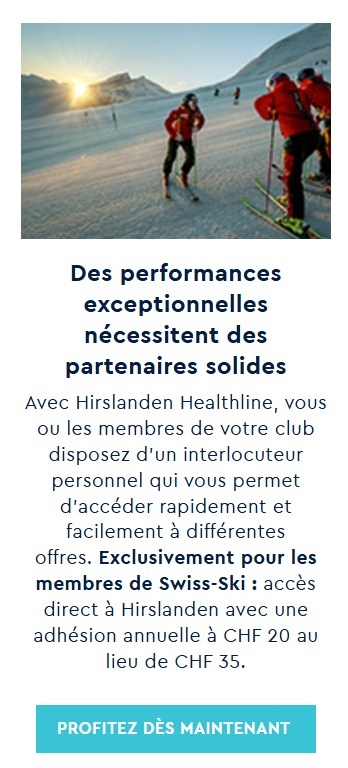 Des performances
exceptionnelles
nécessitent des
partenaires solides
Avec Hirslanden Healthline, vous
ou les membres de votre club
disposez d'un interlocuteur
personnel qui vous permet
d'accéder rapidement et
facilement à différentes
offres. Exclusivement pour les
membres de Swiss-Ski : accès
direct à Hirslanden avec une
adhésion annuelle à CHF 20 au
lieu de CHF 35.
PROFITEZ DÈS MAINTENANT